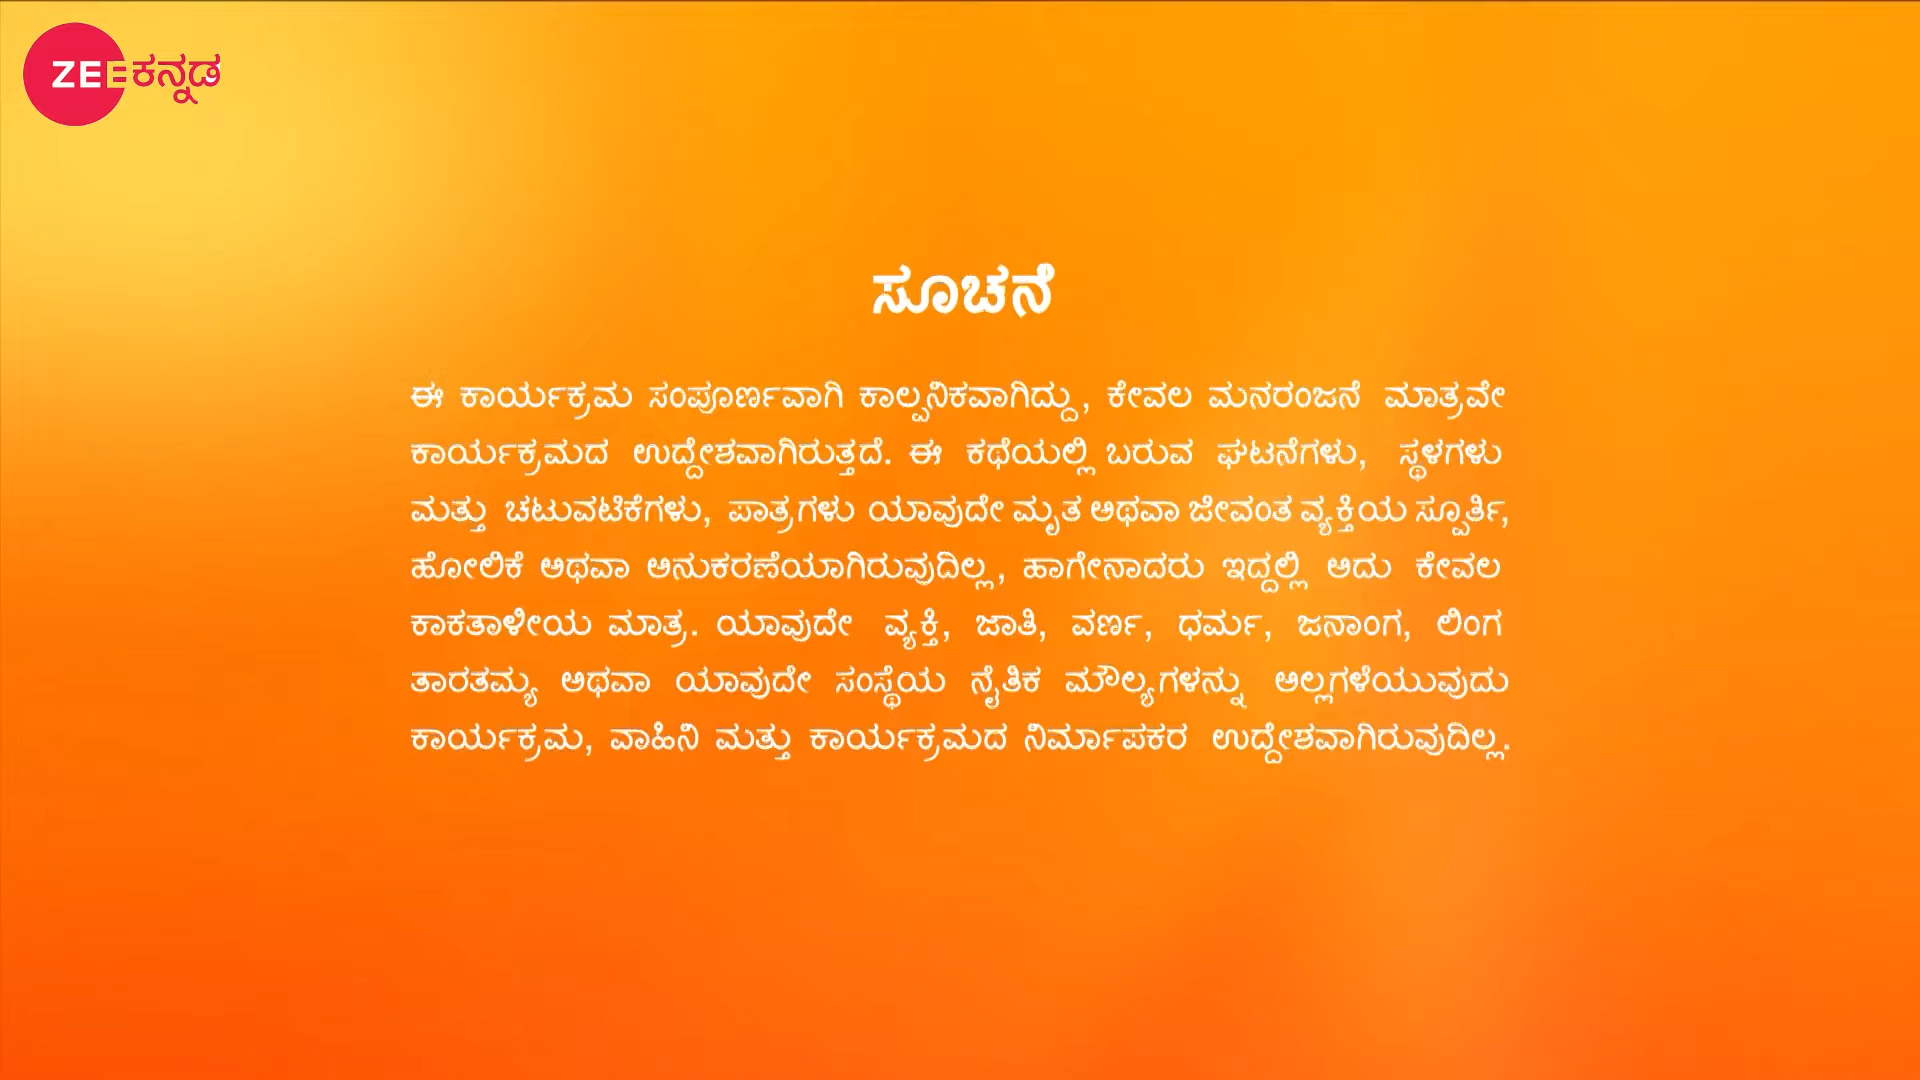 ZEEಕನ್ನಡ
ಸೂಚನೆ
ಈ ಕಾರ್ಯಕ್ರಮ ಸಂಪೂರ್ಣವಾಗಿ ಕಾಲ್ಪನಿಕವಾಗಿದ್ದು, ಕೇವಲ ಮನರಂಜನೆ ಮಾತ್ರವೇ
ಕಾರ್ಯಕ್ರಮದ ಉದ್ದೇಶವಾಗಿರುತ್ತದೆ. ಈ ಕಥೆಯಲ್ಲಿ ಬರುವ ಘಟನೆಗಳು, ಸ್ಥಳಗಳು
ಮತ್ತು ಚಟುವಟಿಕೆಗಳು, ಪಾತ್ರಗಳು ಯಾವುದೇ ಮೃತ ಅಥವಾ ಜೀವಂತ ವ್ಯಕ್ತಿಯ ಸ್ಪೂರ್ತಿ,
ಹೋಲಿಕೆ ಅಥವಾ ಅನುಕರಣೆಯಾಗಿರುವುದಿಲ್ಲ, ಹಾಗೇನಾದರು ಇದ್ದಲ್ಲಿ ಅದು ಕೇವಲ
ಕಾಕತಾಳೀಯ ಮಾತ್ರ. ಯಾವುದೇ ವ್ಯಕ್ತಿ, ಜಾತಿ, ವರ್ಣ, ಧರ್ಮ, ಜನಾಂಗ, ಲಿಂಗ
ತಾರತಮ್ಯ ಅಥವಾ ಯಾವುದೇ ಸಂಸ್ಥೆಯ ನೈತಿಕ ಮೌಲ್ಯಗಳನ್ನು ಅಲ್ಲಗಳೆಯುವುದು
ಕಾರ್ಯಕ್ರಮ, ವಾಹಿನಿ ಮತ್ತು ಕಾರ್ಯಕ್ರಮದ ನಿರ್ಮಾಪಕರ ಉದ್ದೇಶವಾಗಿರುವುದಿಲ್ಲ.